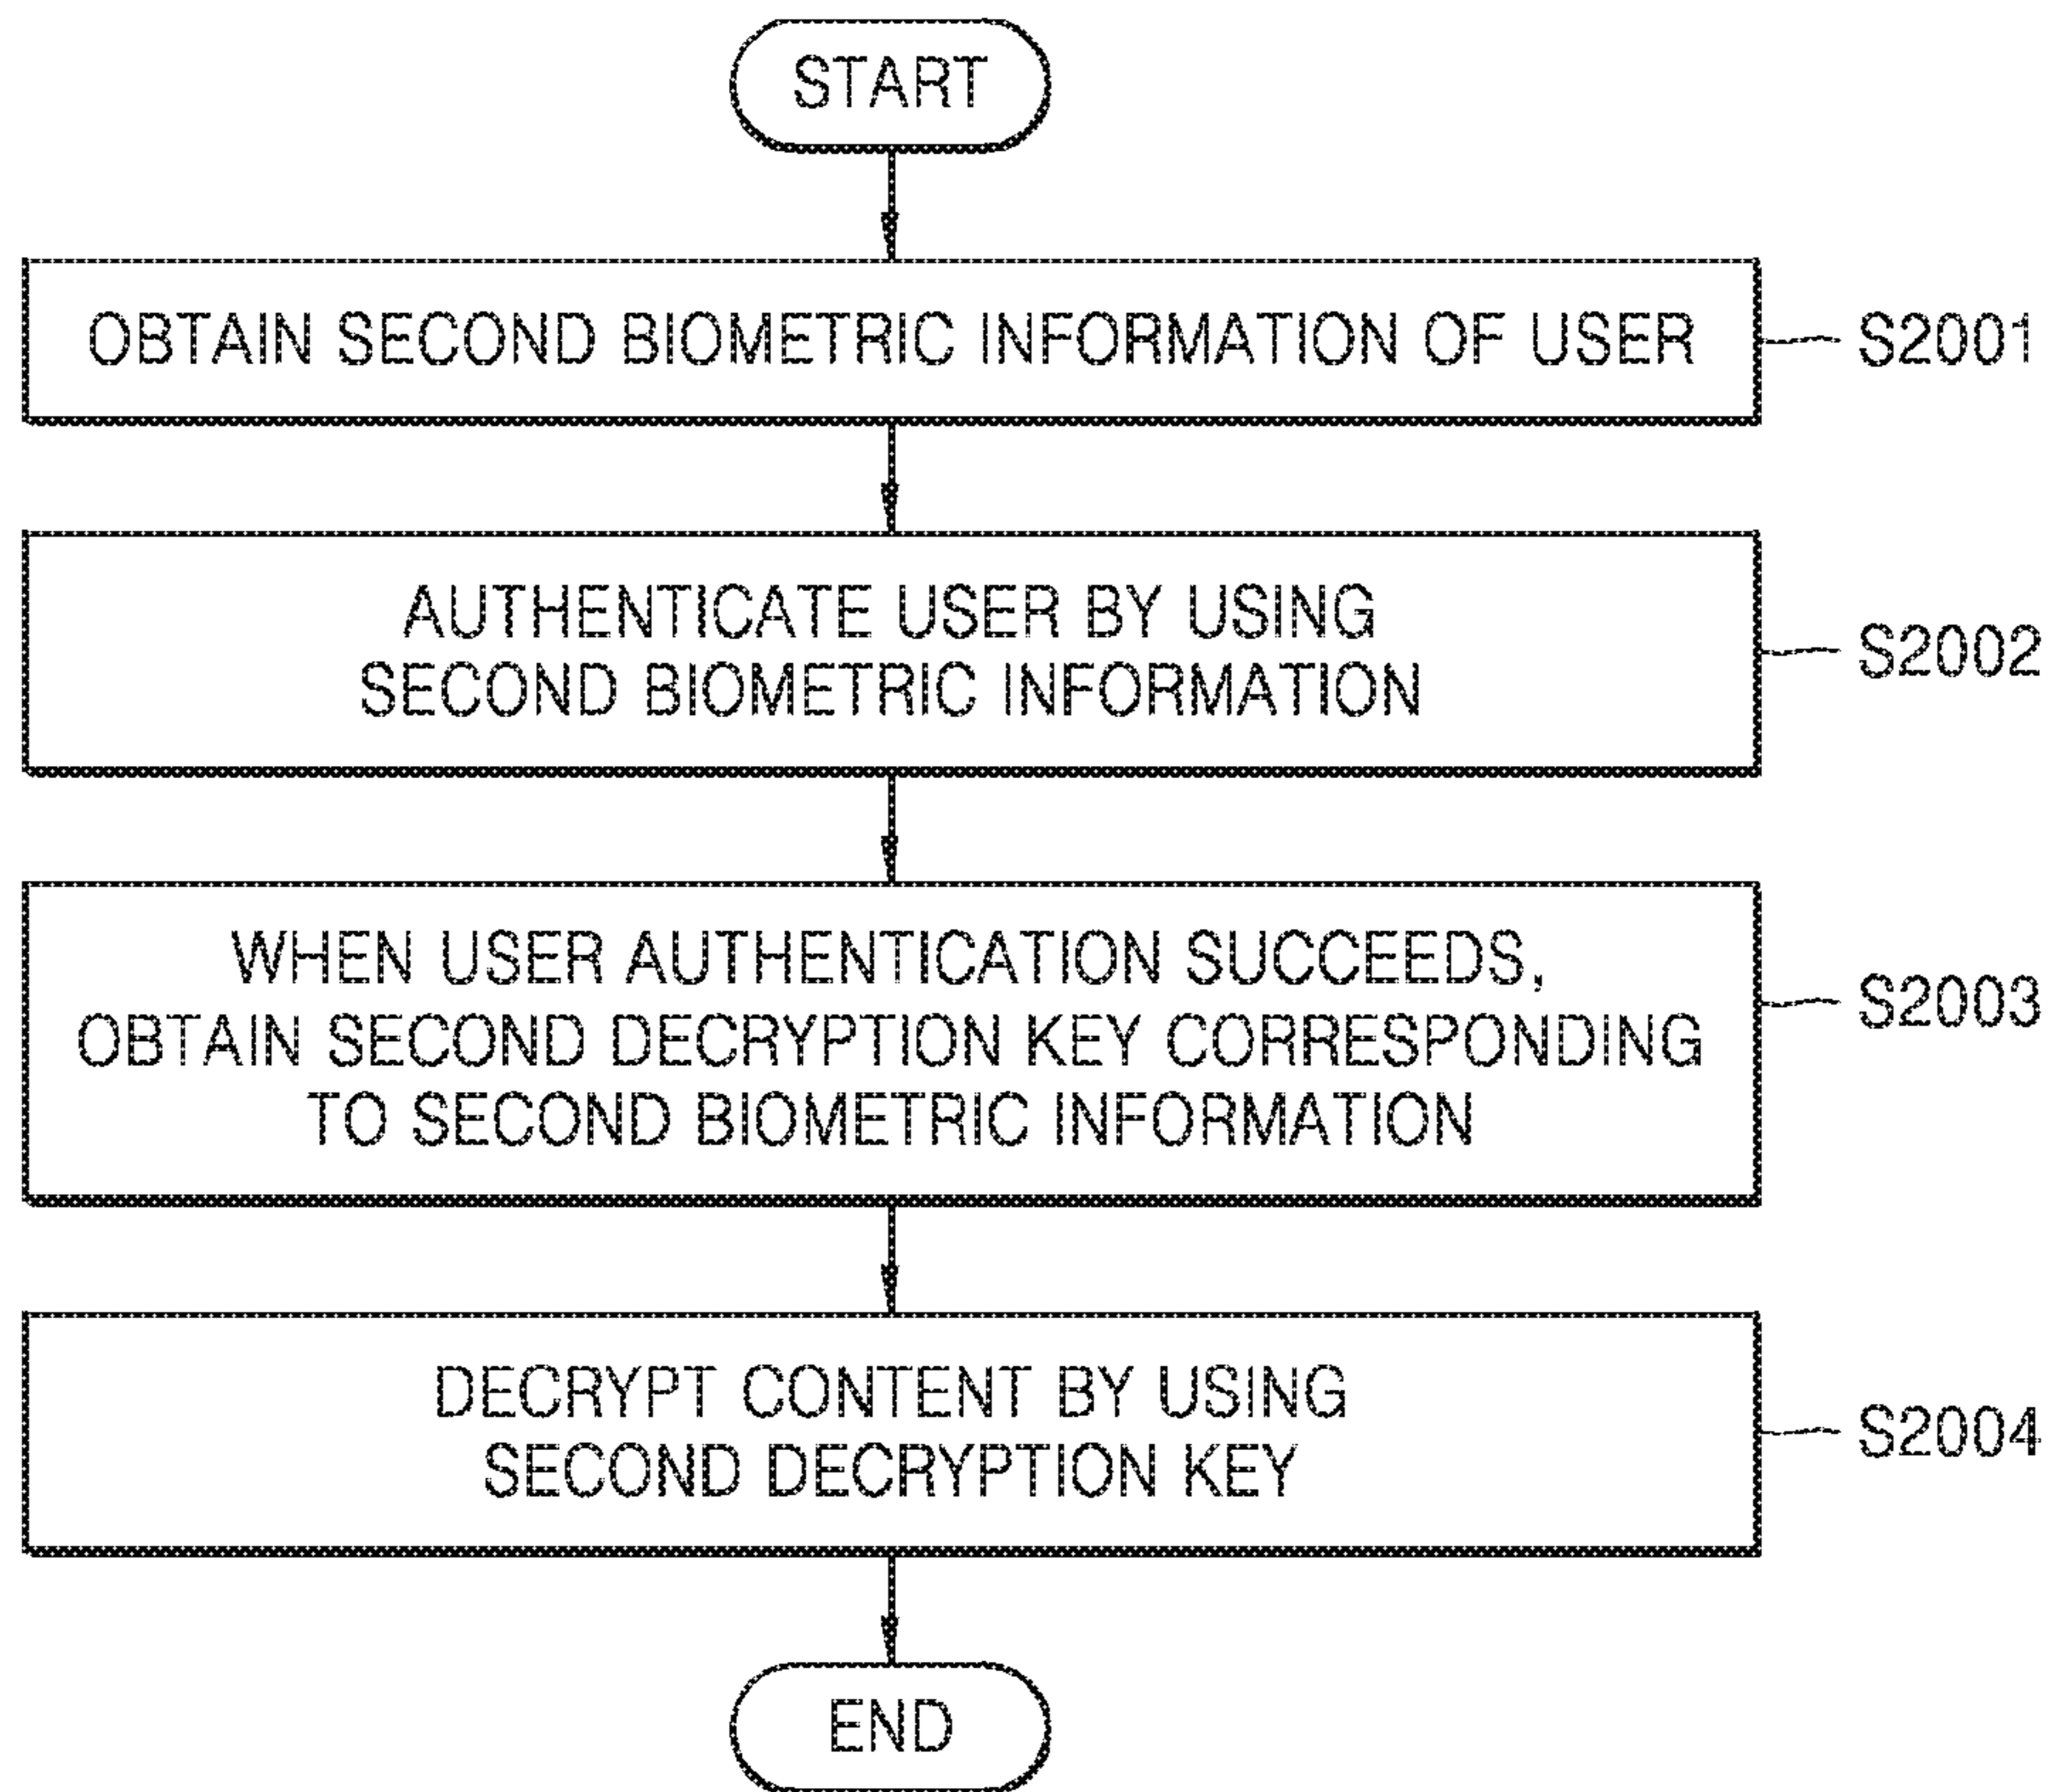 START
OBTAIN SECOND BIOMETRIC INFORMATION OF USER
S2001
AUTHENTICATE USER BY USING
SECOND BIOMETRIC INFORMATION
S2002
WHEN USER AUTHENTICATION SUCCEEDS,
OBTAIN SECOND DECRYPTION KEY CORRESPONDING
TO SECOND BIOMETRIC INFORMATION
S2003
DECRYPT CONTENT BY USING
SECOND DECRYPTION KEY
S2004
END